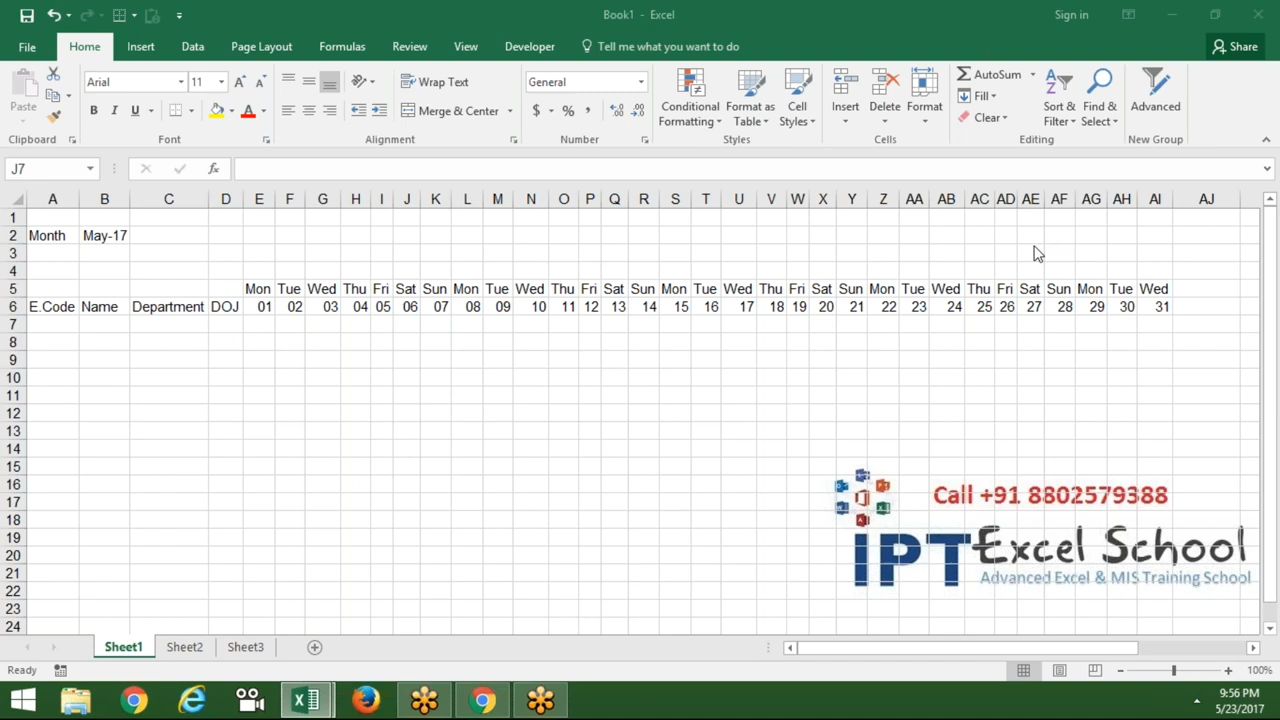 Book1 - Excel
Sign in
File Home Insert Data Page Layout Formulas Review View Developer Tell me what you want to do Share
Paste
Arial 11
Wrap Text
General
Merge & Center
$ % ,
Conditional Formatting
Format as Table
Cell Styles
Insert
Delete
Format
AutoSum
Fill
Clear
Sort & Filter
Find & Select
Advanced
Clipboard Font Alignment Number Styles Cells Editing New Group
J7 fx
A B C D E F G H I J K L M N O P Q R S T U V W X Y Z AA AB AC AD AE AF AG AH AI AJ
1
2 Month May-17
3
4
5 Mon Tue Wed Thu Fri Sat Sun Mon Tue Wed Thu Fri Sat Sun Mon Tue Wed Thu Fri Sat Sun Mon Tue Wed Thu Fri Sat Sun Mon Tue Wed
6 E.Code Name Department DOJ 01 02 03 04 05 06 07 08 09 10 11 12 13 14 15 16 17 18 19 20 21 22 23 24 25 26 27 28 29 30 31
7
8
9
10
11
12
13
14
15
16 Call +91 8802579388
17
18
19 IPT Excel School
20
21 Advanced Excel & MIS Training School
22
23
24
Sheet1 Sheet2 Sheet3
Ready 100%
9:56 PM
5/23/2017